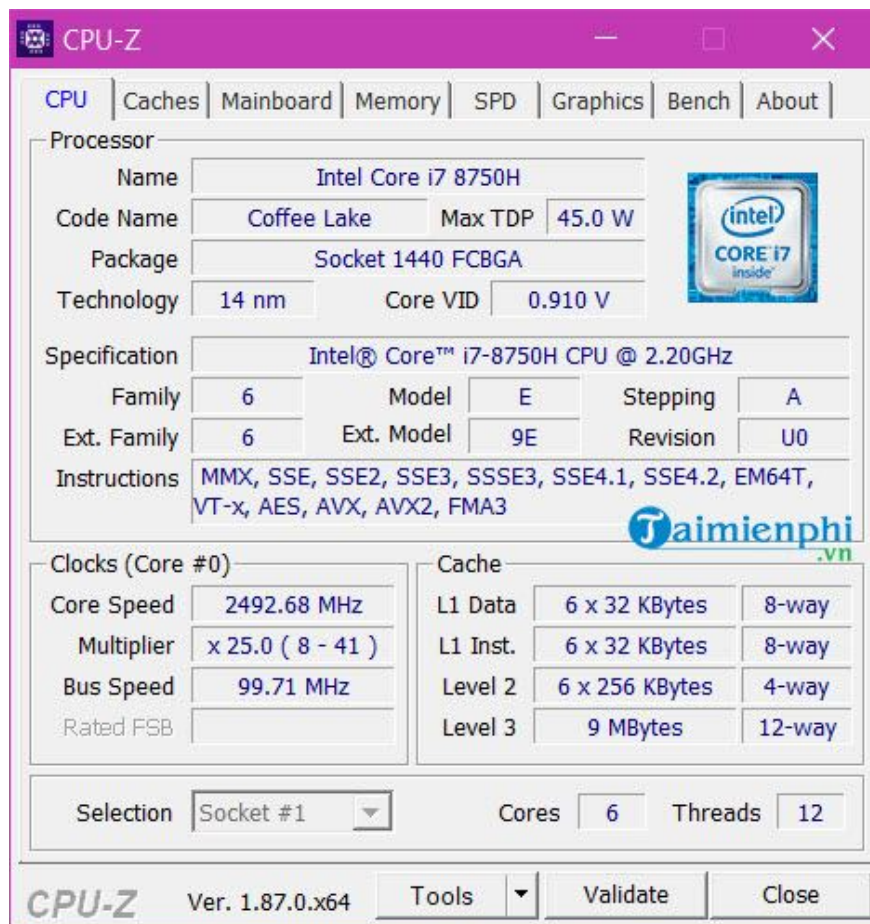 CPU-Z
CPU Caches Mainboard Memory SPD Graphics Bench About
Processor
Name Intel Core i7 8750H
Code Name Coffee Lake Max TDP 45.0 W
Package Socket 1440 FCBGA
Technology 14 nm Core VID 0.910 V
intel
CORE i7
inside
Specification Intel® Core™ i7-8750H CPU @ 2.20GHz
Family 6 Model E Stepping A
Ext. Family 6 Ext. Model 9E Revision U0
Instructions MMX, SSE, SSE2, SSE3, SSSE3, SSE4.1, SSE4.2, EM64T,
VT-x, AES, AVX, AVX2, FMA3
Taimienphi
.vn
Clocks (Core #0)
Core Speed 2492.68 MHz
Multiplier x 25.0 ( 8 - 41 )
Bus Speed 99.71 MHz
Rated FSB
Cache
L1 Data 6 x 32 KBytes 8-way
L1 Inst. 6 x 32 KBytes 8-way
Level 2 6 x 256 KBytes 4-way
Level 3 9 MBytes 12-way
Selection Socket #1 Cores 6 Threads 12
CPU-Z Ver. 1.87.0.x64 Tools Validate Close